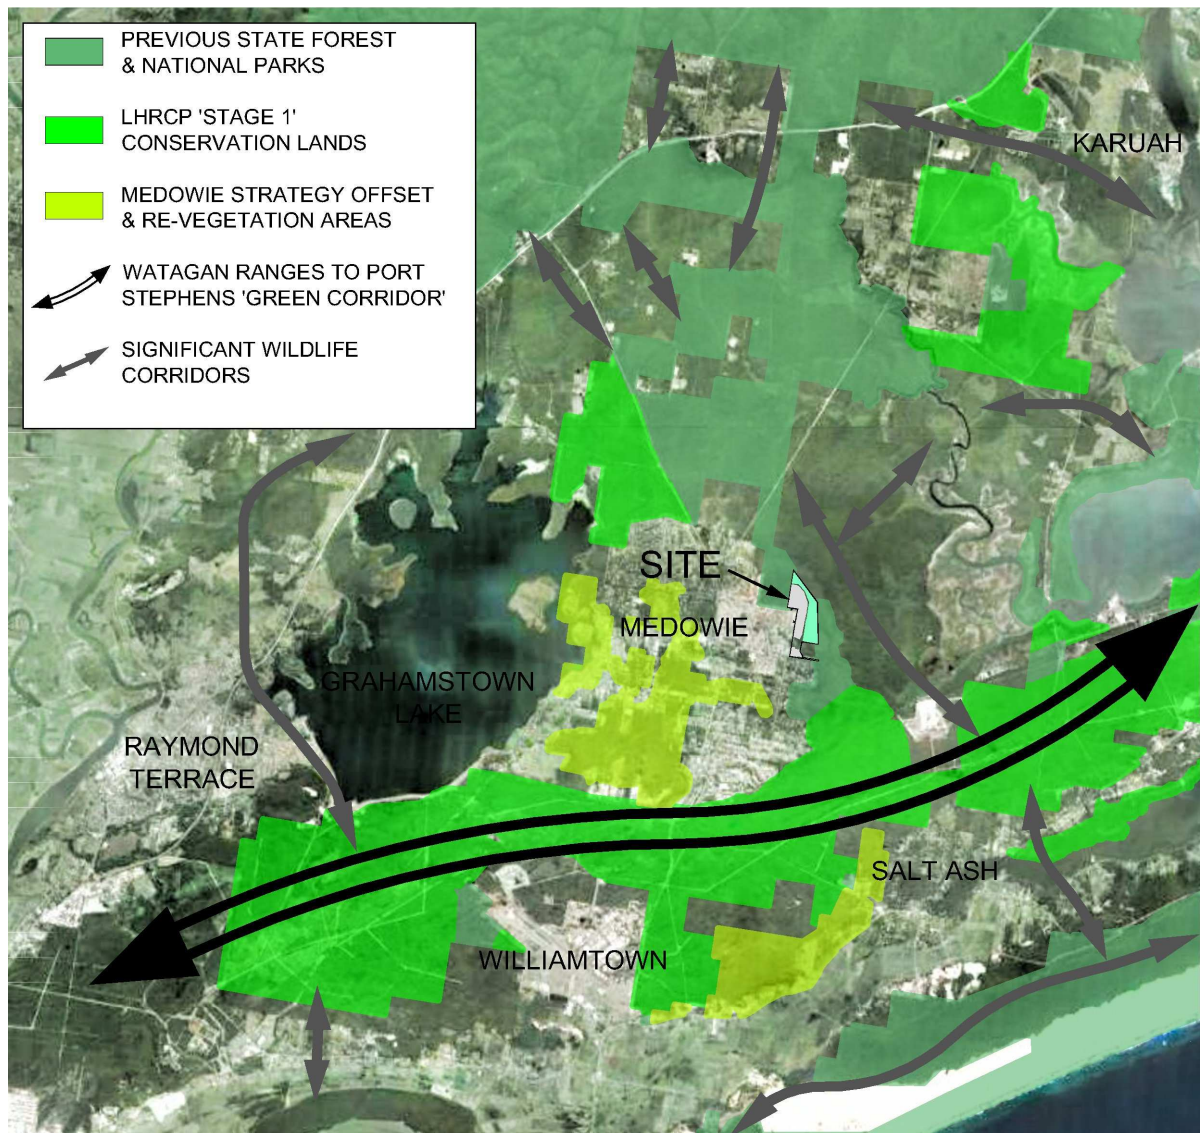 PREVIOUS STATE FOREST
& NATIONAL PARKS
LHRCP 'STAGE 1'
CONSERVATION LANDS
MEDOWIE STRATEGY OFFSET
& RE-VEGETATION AREAS
WATAGAN RANGES TO PORT
STEPHENS 'GREEN CORRIDOR'
SIGNIFICANT WILDLIFE
CORRIDORS
KARUAH
SITE
MEDOWIE
GRAHAMSTOWN
LAKE
RAYMOND
TERRACE
SALT ASH
WILLIAMTOWN